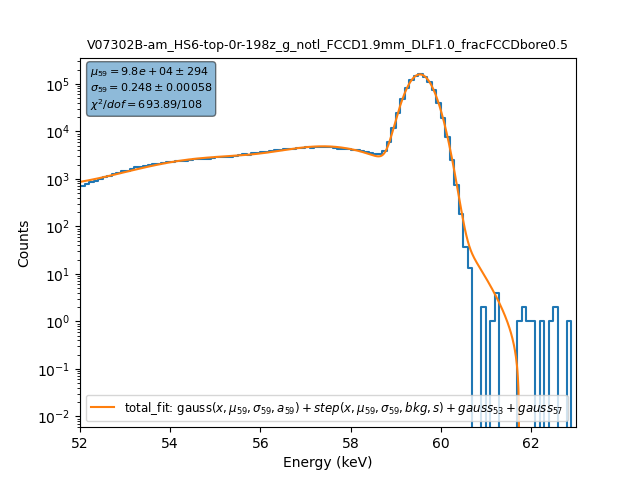 V07302B-am_HS6-top-0r-198z_g_notl_FCCD1.9mm_DLF1.0_fracFCCDbore0.5
μ₅₉ = 9.8e + 04 ± 294
σ₅₉ = 0.248 ± 0.00058
χ²/dof = 693.89/108
10⁵
10⁴
10³
10²
10¹
10⁰
10⁻¹
10⁻²
Counts
total_fit: gauss(x, μ₅₉, σ₅₉, a₅₉) + step(x, μ₅₉, σ₅₉, bkg, s) + gauss₅₃ + gauss₅₇
52 54 56 58 60 62
Energy (keV)